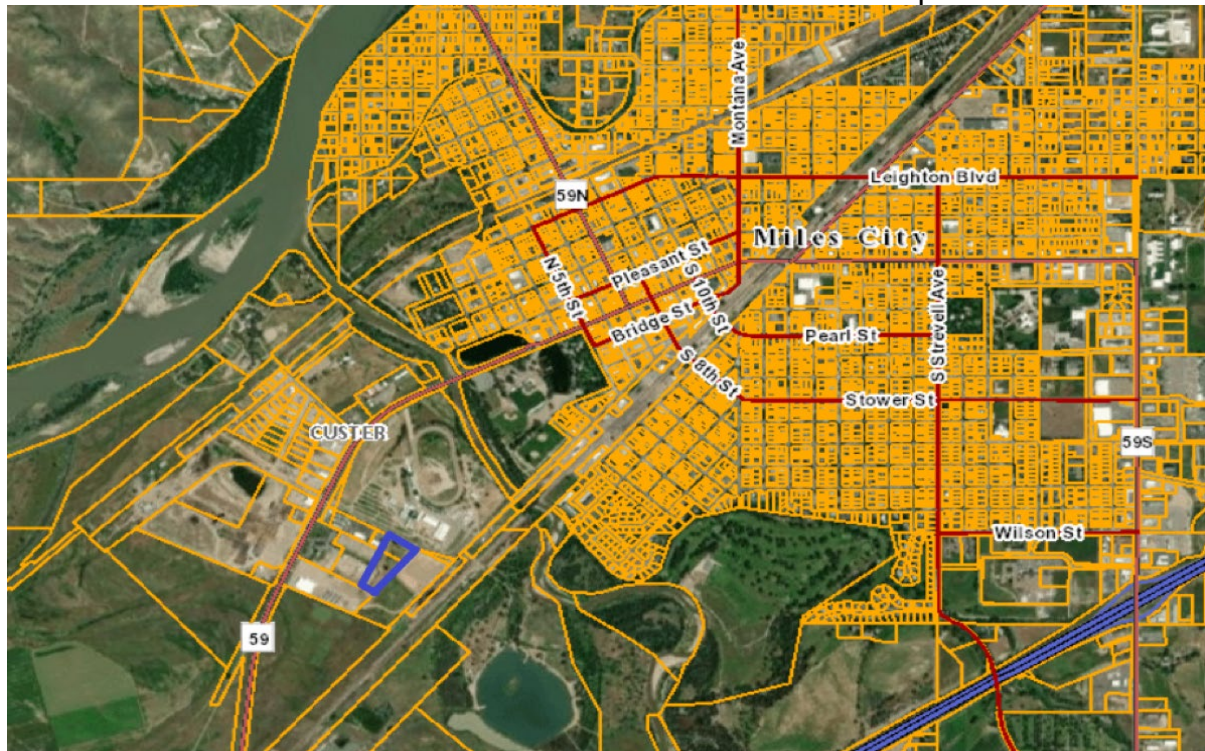 Montana Ave
Leighton Blvd
59N
Miles City
Pleasant St
N 5th St
S 10th St
Bridge St
Pearl St
S Strevell Ave
S 8th St
Stower St
CUSTER
59S
Wilson St
59